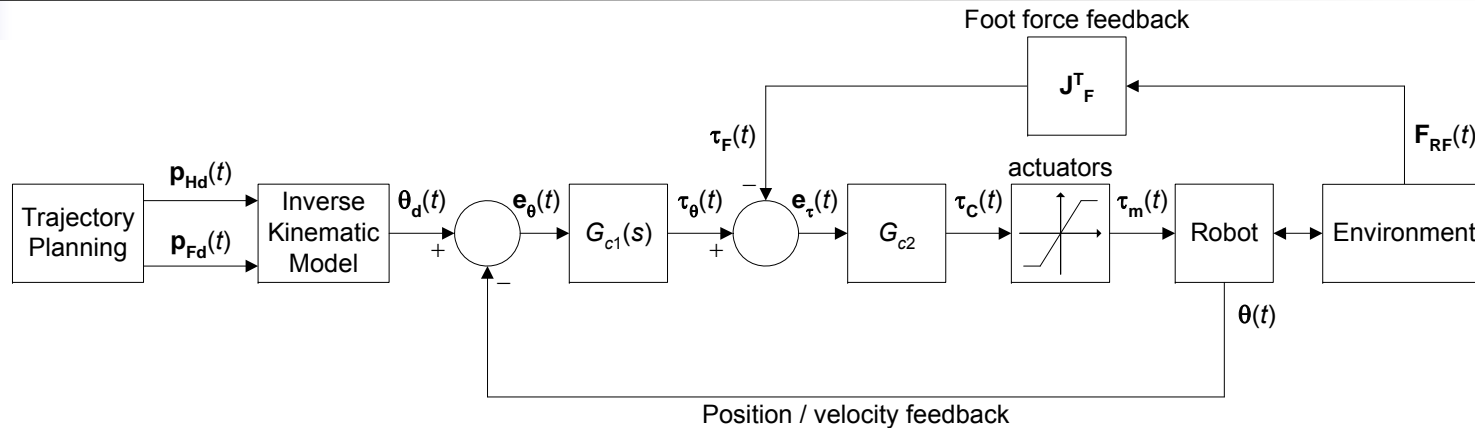 Foot force feedback
J^T_F
τ_F(t)
F_RF(t)
actuators
p_Hd(t)
θ_d(t)
e_θ(t)
τ_θ(t)
−
e_τ(t)
τ_C(t)
τ_m(t)
Trajectory
Planning
Inverse
Kinematic
Model
G_c1(s)
G_c2
Robot
Environment
p_Fd(t)
+
+
−
θ(t)
Position / velocity feedback